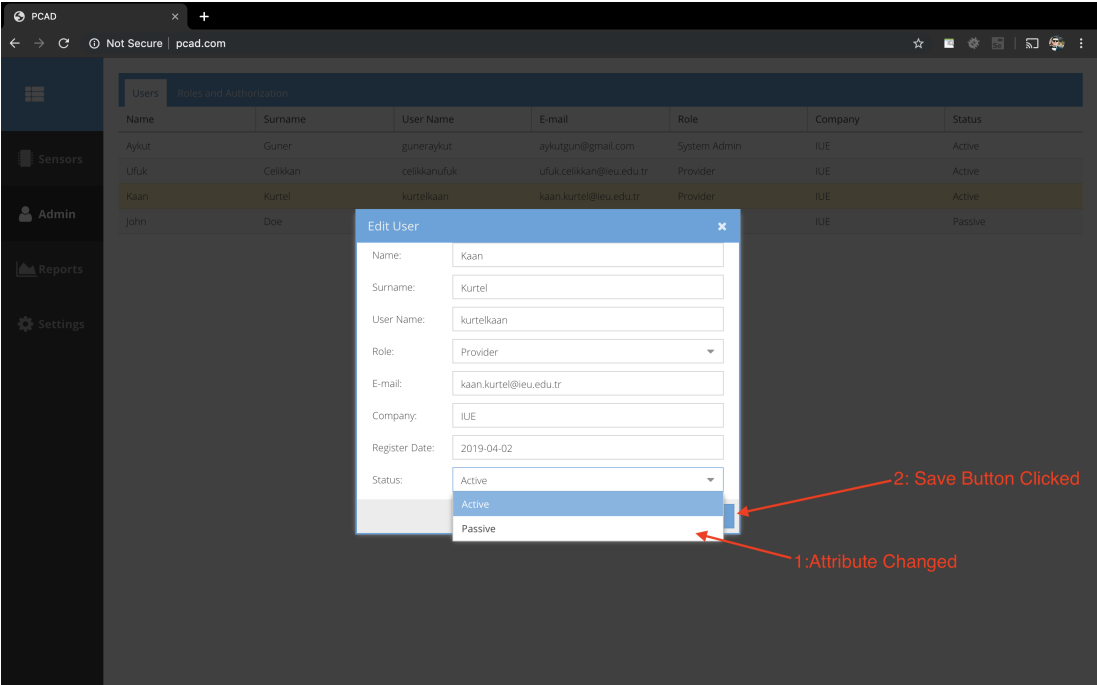 PCAD
Not Secure | pcad.com
Users Roles and Authorization
Name Surname User Name E-mail Role Company Status
Aykut Guner guneraykut aykutgun@gmail.com System Admin IUE Active
Ufuk Celikkan celikkanufuk ufuk.celikkan@ieu.edu.tr Provider IUE Active
Kaan Kurtel kurtelkaan kaan.kurtel@ieu.edu.tr Provider IUE Active
John Doe IUE Passive
Sensors
Admin
Reports
Settings
Edit User
Name: Kaan
Surname: Kurtel
User Name: kurtelkaan
Role: Provider
E-mail: kaan.kurtel@ieu.edu.tr
Company: IUE
Register Date: 2019-04-02
Status: Active
Active
Passive
2: Save Button Clicked
1:Attribute Changed